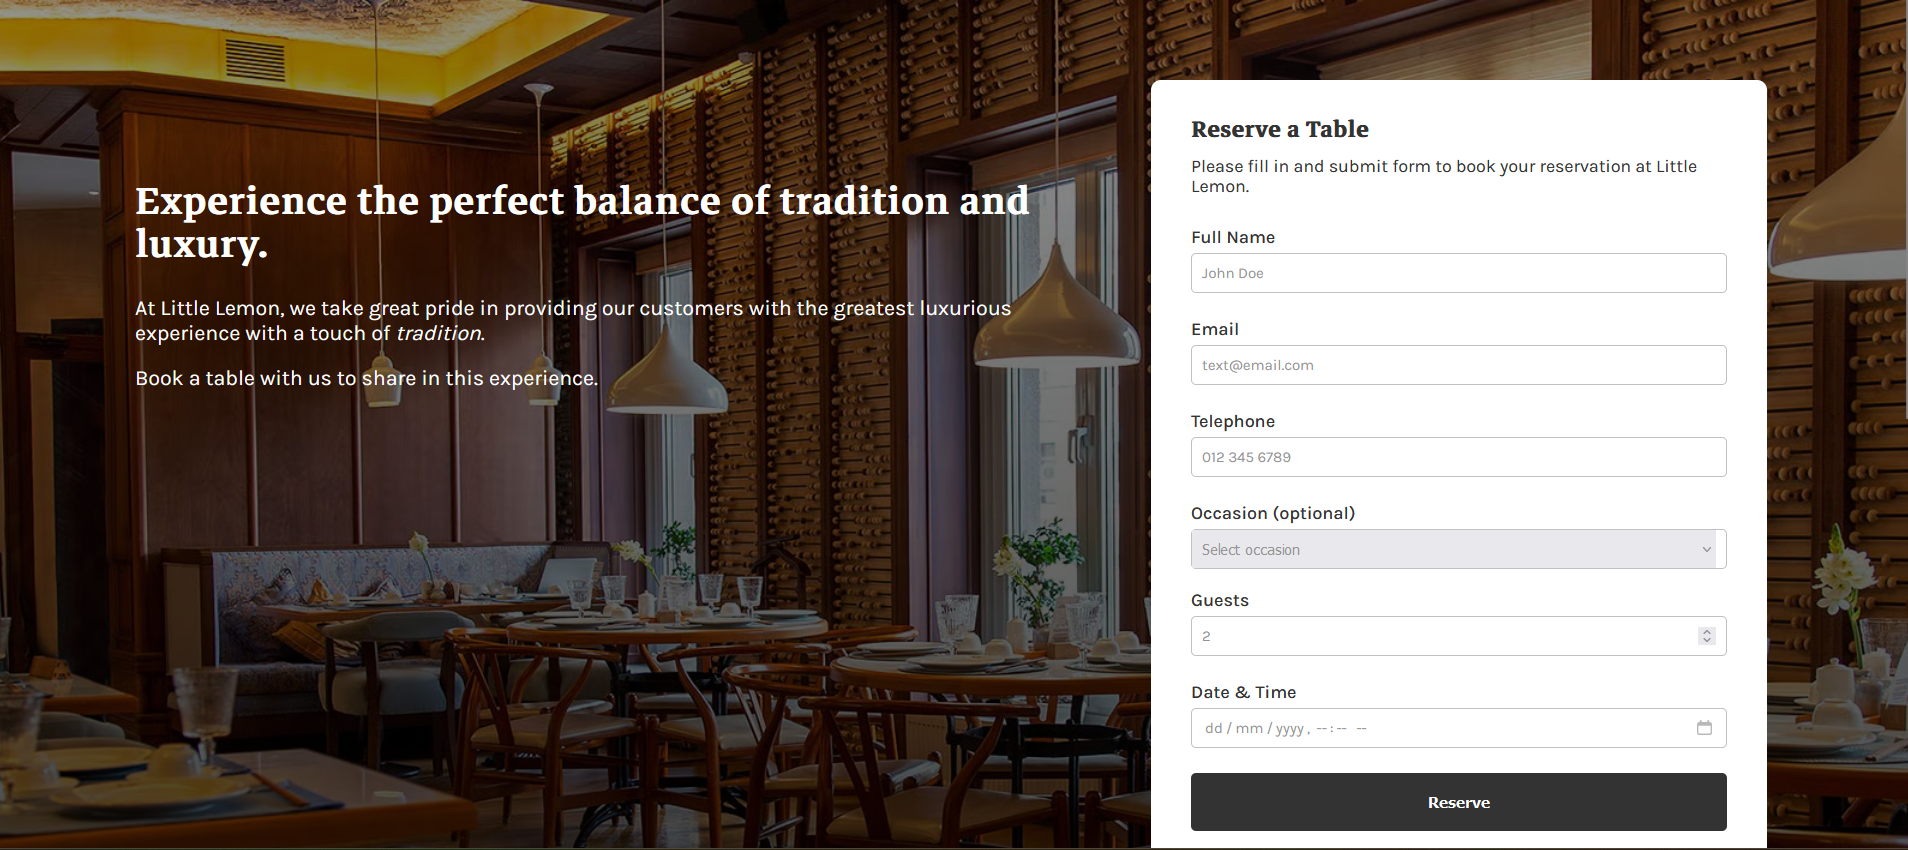 Experience the perfect balance of tradition and
luxury.
At Little Lemon, we take great pride in providing our customers with the greatest luxurious
experience with a touch of tradition.
Book a table with us to share in this experience.
Reserve a Table
Please fill in and submit form to book your reservation at Little
Lemon.
Full Name
John Doe
Email
text@email.com
Telephone
012 345 6789
Occasion (optional)
Select occasion
Guests
2
Date & Time
dd / mm / yyyy , --:-- --
Reserve